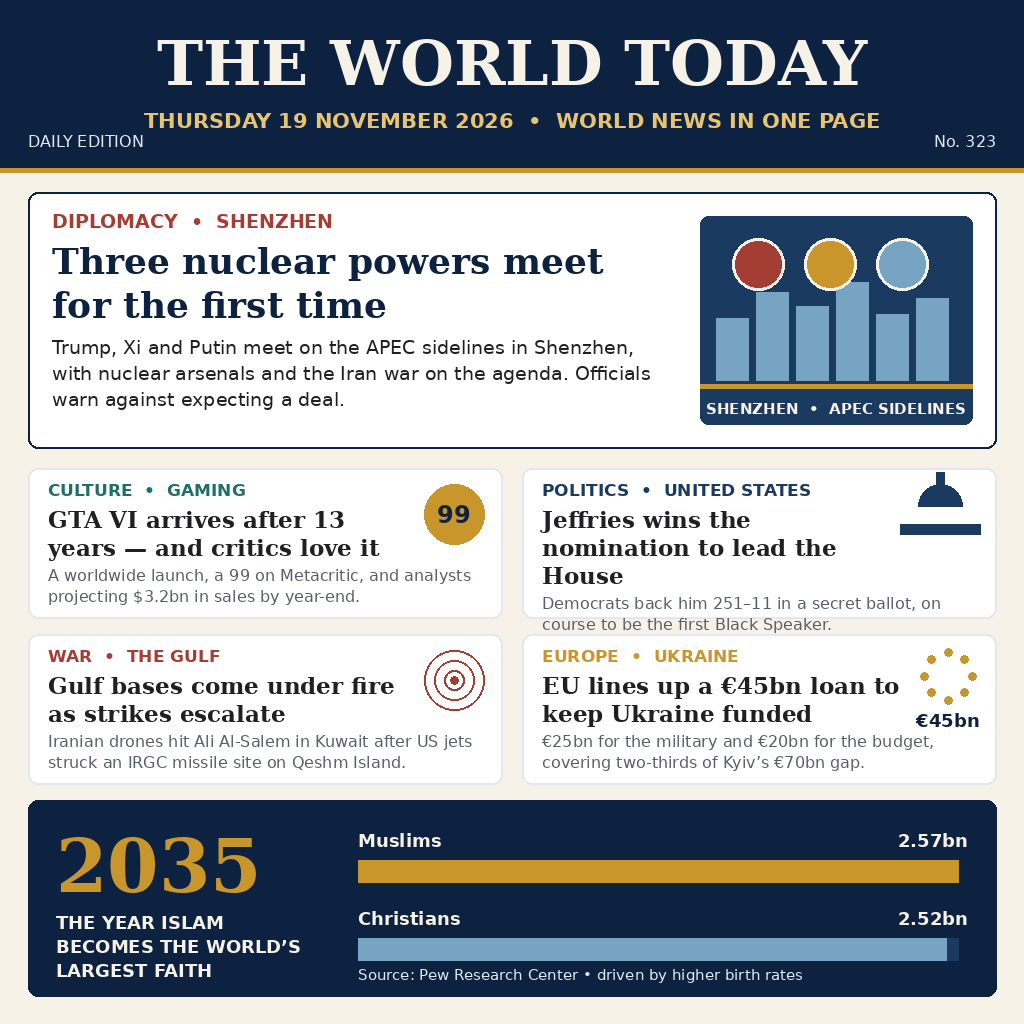 THE WORLD TODAY
THURSDAY 19 NOVEMBER 2026 • WORLD NEWS IN ONE PAGE
DAILY EDITION
No. 323
DIPLOMACY • SHENZHEN
Three nuclear powers meet
for the first time
Trump, Xi and Putin meet on the APEC sidelines in Shenzhen,
with nuclear arsenals and the Iran war on the agenda. Officials
warn against expecting a deal.
SHENZHEN • APEC SIDELINES
CULTURE • GAMING
GTA VI arrives after 13
years — and critics love it
A worldwide launch, a 99 on Metacritic, and analysts
projecting $3.2bn in sales by year-end.
99
POLITICS • UNITED STATES
Jeffries wins the
nomination to lead the
House
Democrats back him 251–11 in a secret ballot, on
course to be the first Black Speaker.
WAR • THE GULF
Gulf bases come under fire
as strikes escalate
Iranian drones hit Ali Al-Salem in Kuwait after US jets
struck an IRGC missile site on Qeshm Island.
EUROPE • UKRAINE
EU lines up a €45bn loan to
keep Ukraine funded
€25bn for the military and €20bn for the budget,
covering two-thirds of Kyiv’s €70bn gap.
€45bn
2035
THE YEAR ISLAM
BECOMES THE WORLD’S
LARGEST FAITH
Muslims 2.57bn
Christians 2.52bn
Source: Pew Research Center • driven by higher birth rates